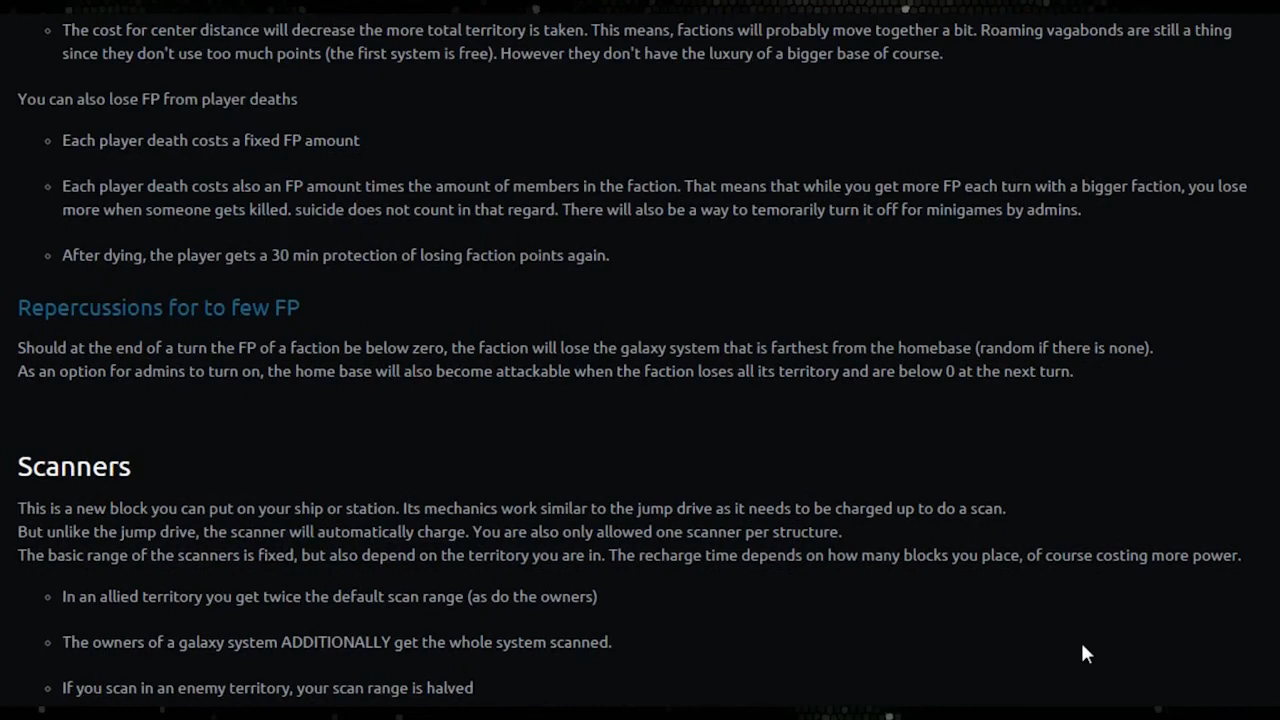 The cost for center distance will decrease the more total territory is taken. This means, factions will probably move together a bit. Roaming vagabonds are still a thing
since they don't use too much points (the first system is free). However they don't have the luxury of a bigger base of course.
You can also lose FP from player deaths
Each player death costs a fixed FP amount
Each player death costs also an FP amount times the amount of members in the faction. That means that while you get more FP each turn with a bigger faction, you lose
more when someone gets killed. suicide does not count in that regard. There will also be a way to temorarily turn it off for minigames by admins.
After dying, the player gets a 30 min protection of losing faction points again.
Repercussions for to few FP
Should at the end of a turn the FP of a faction be below zero, the faction will lose the galaxy system that is farthest from the homebase (random if there is none).
As an option for admins to turn on, the home base will also become attackable when the faction loses all its territory and are below 0 at the next turn.
Scanners
This is a new block you can put on your ship or station. Its mechanics work similar to the jump drive as it needs to be charged up to do a scan.
But unlike the jump drive, the scanner will automatically charge. You are also only allowed one scanner per structure.
The basic range of the scanners is fixed, but also depend on the territory you are in. The recharge time depends on how many blocks you place, of course costing more power.
In an allied territory you get twice the default scan range (as do the owners)
The owners of a galaxy system ADDITIONALLY get the whole system scanned.
If you scan in an enemy territory, your scan range is halved